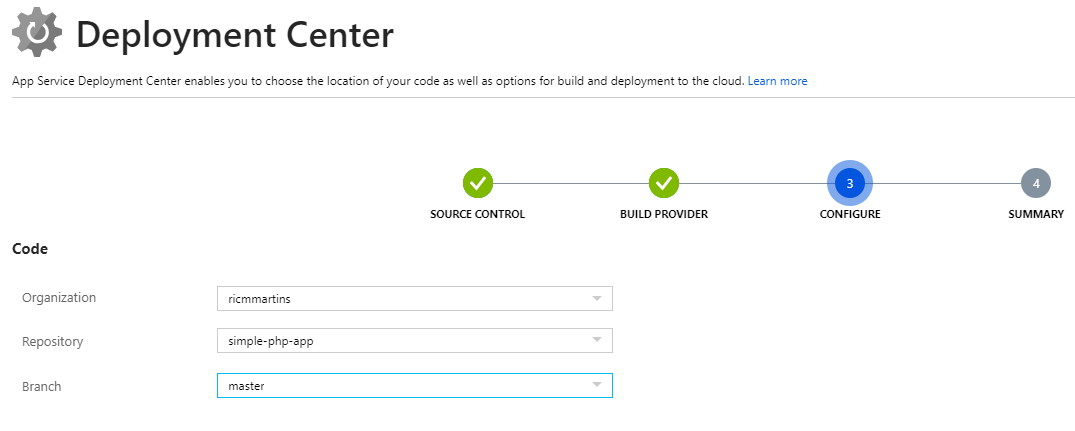 Deployment Center
App Service Deployment Center enables you to choose the location of your code as well as options for build and deployment to the cloud. Learn more
3
4
SOURCE CONTROL
BUILD PROVIDER
CONFIGURE
SUMMARY
Code
Organization
ricmmartins
Repository
simple-php-app
Branch
master